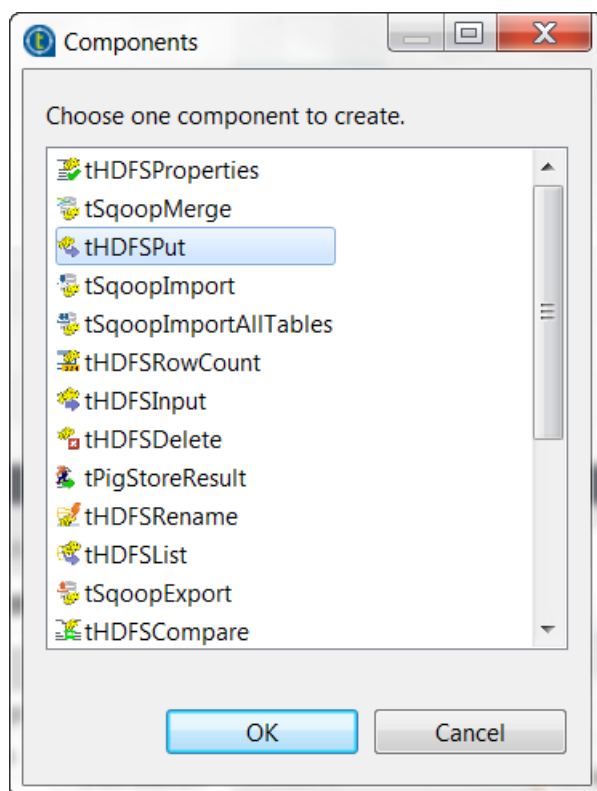 Components
Choose one component to create.
tHDFSProperties
tSqoopMerge
tHDFSPut
tSqoopImport
tSqoopImportAllTables
tHDFSRowCount
tHDFSInput
tHDFSDelete
tPigStoreResult
tHDFSRename
tHDFSList
tSqoopExport
tHDFSCompare
OK Cancel